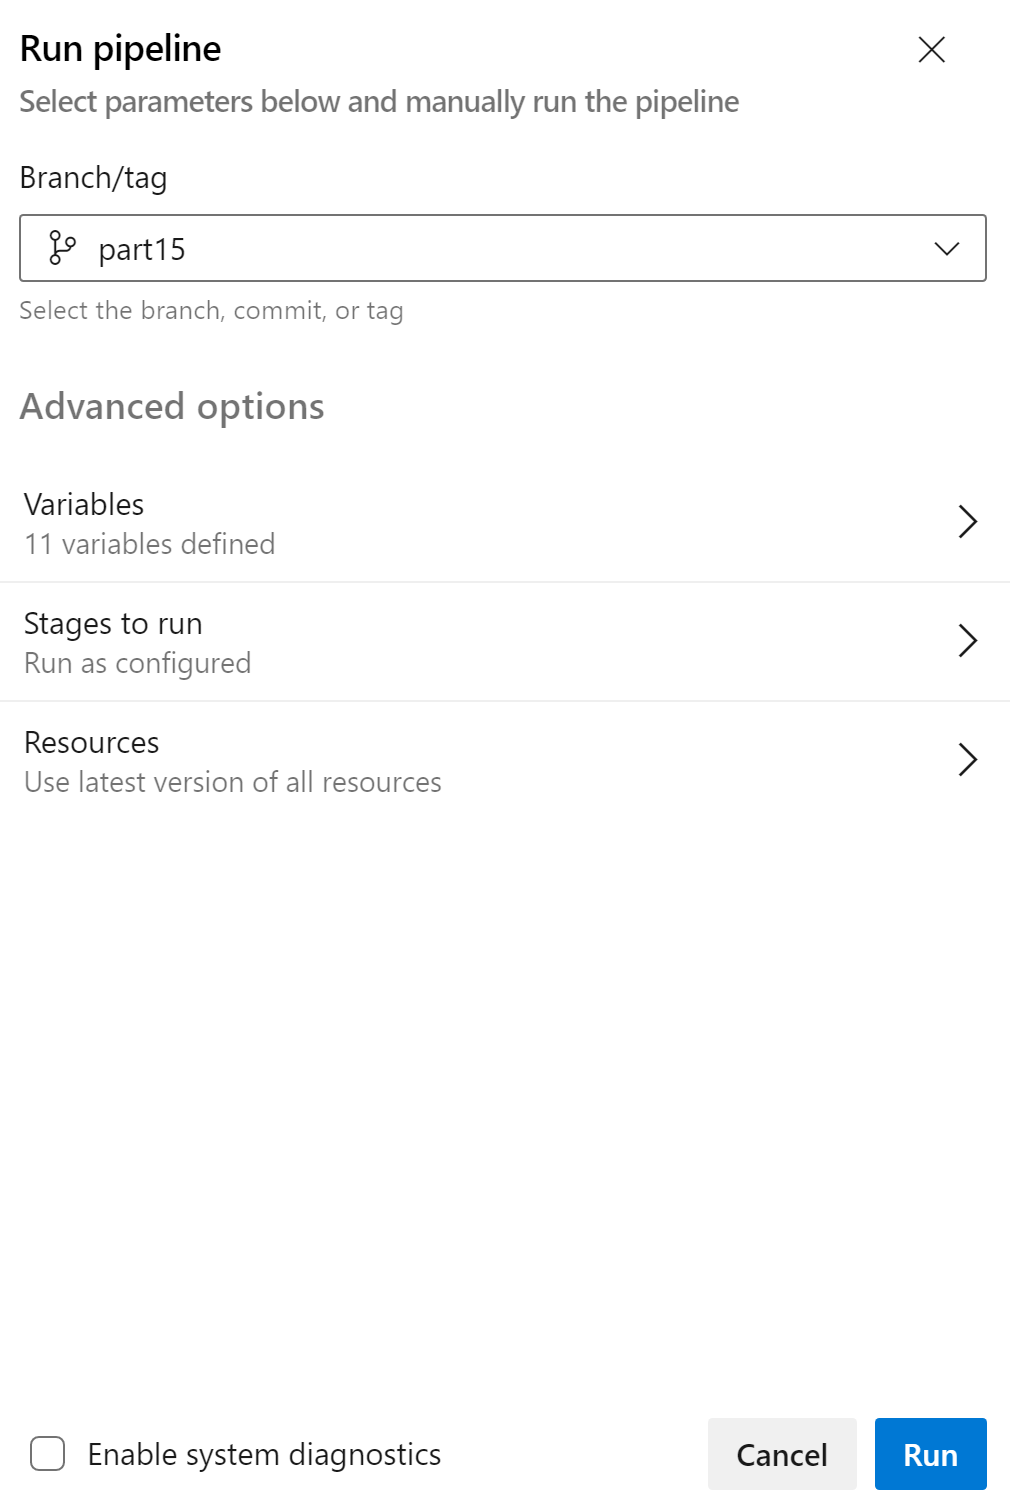 Run pipeline
Select parameters below and manually run the pipeline
Branch/tag
part15
Select the branch, commit, or tag
Advanced options
Variables
11 variables defined
Stages to run
Run as configured
Resources
Use latest version of all resources
Enable system diagnostics
Cancel
Run